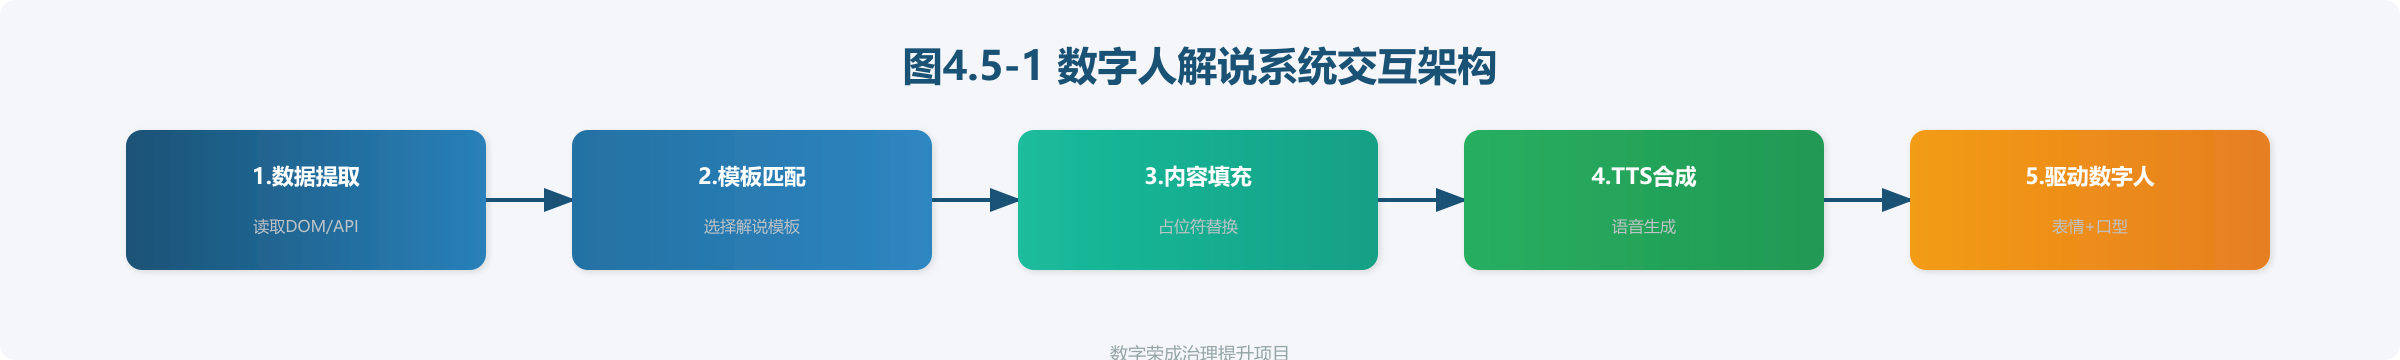 图4.5-1 数字人解说系统交互架构
1.数据提取
读取DOM/API
2.模板匹配
选择解说模板
3.内容填充
占位符替换
4.TTS合成
语音生成
5.驱动数字人
表情+口型
数字荣成治理提升项目